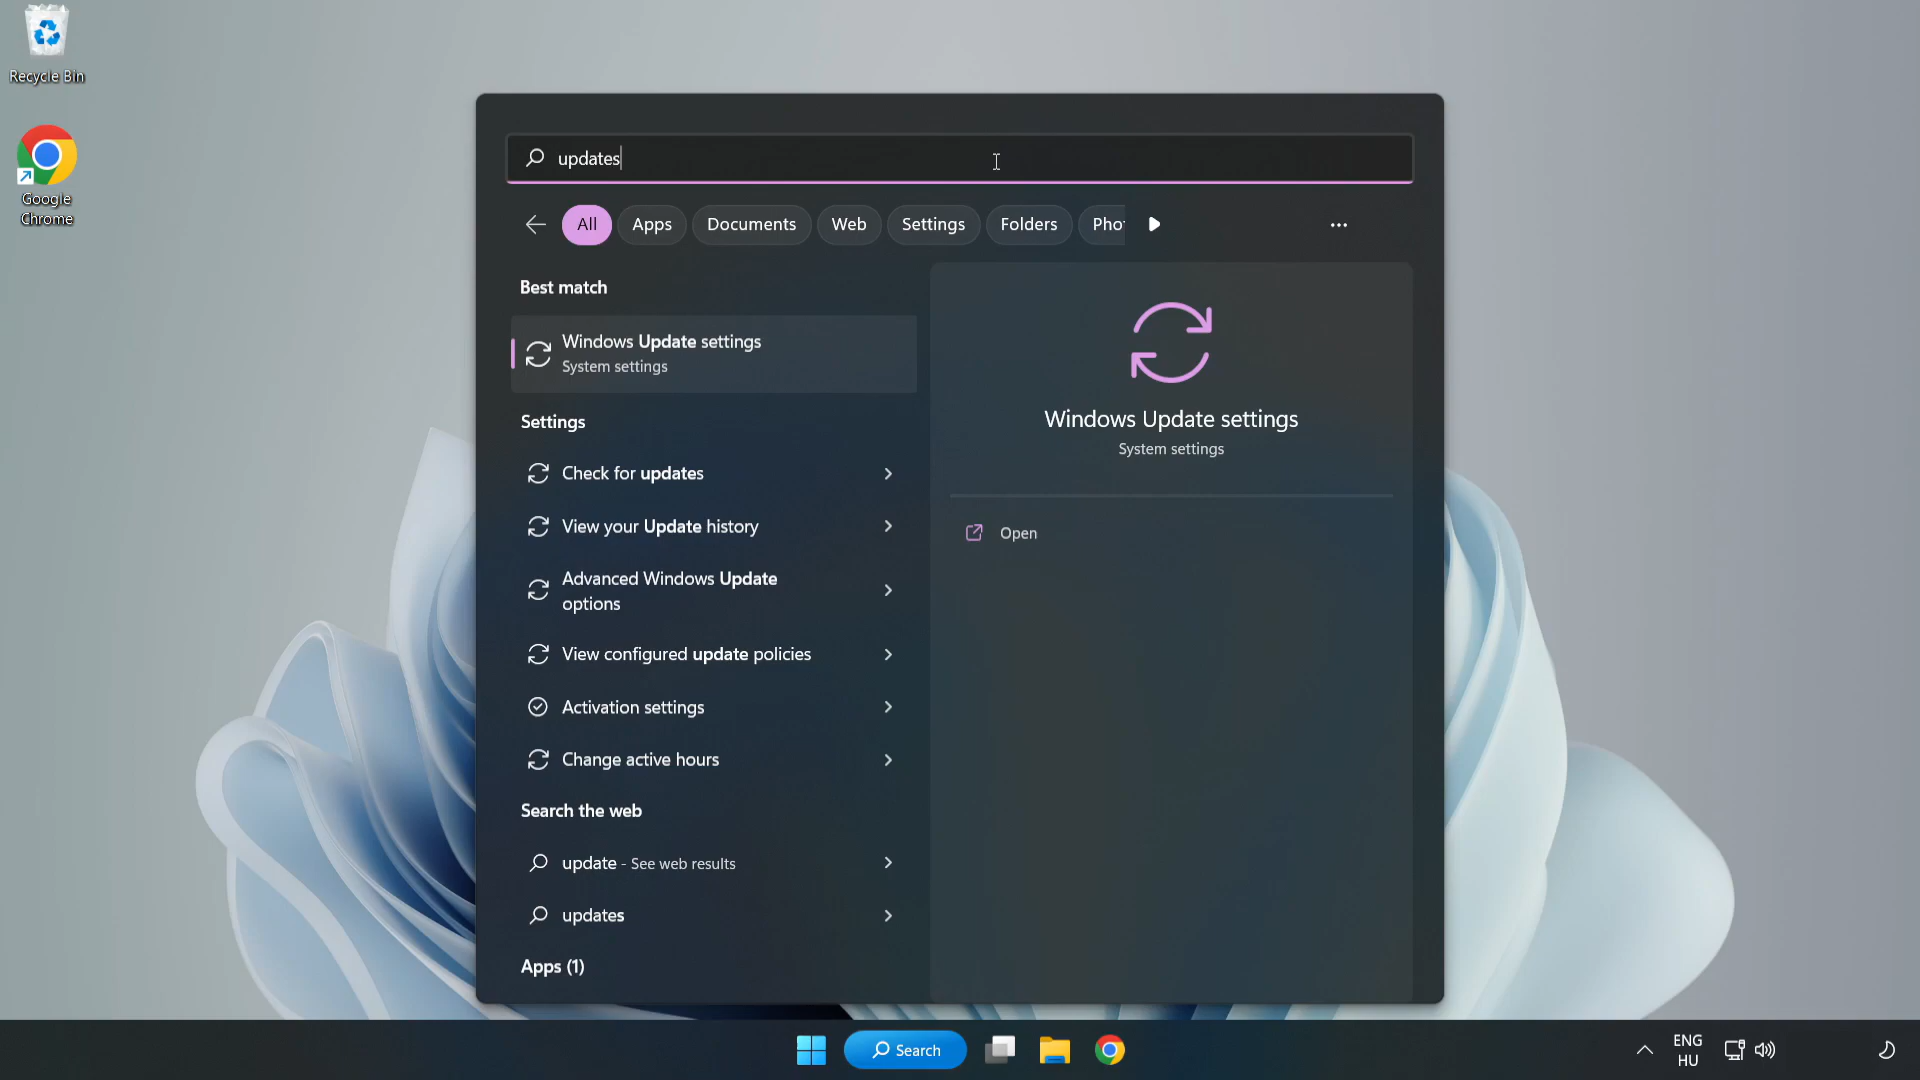 Recycle Bin
Google
Chrome
updates
All
Apps
Documents
Web
Settings
Folders
Pho
Best match
Windows Update settings
System settings
Settings
Check for updates
View your Update history
Advanced Windows Update
options
View configured update policies
Activation settings
Change active hours
Search the web
update - See web results
updates
Apps (1)
Windows Update settings
System settings
Open
Search
ENG
HU